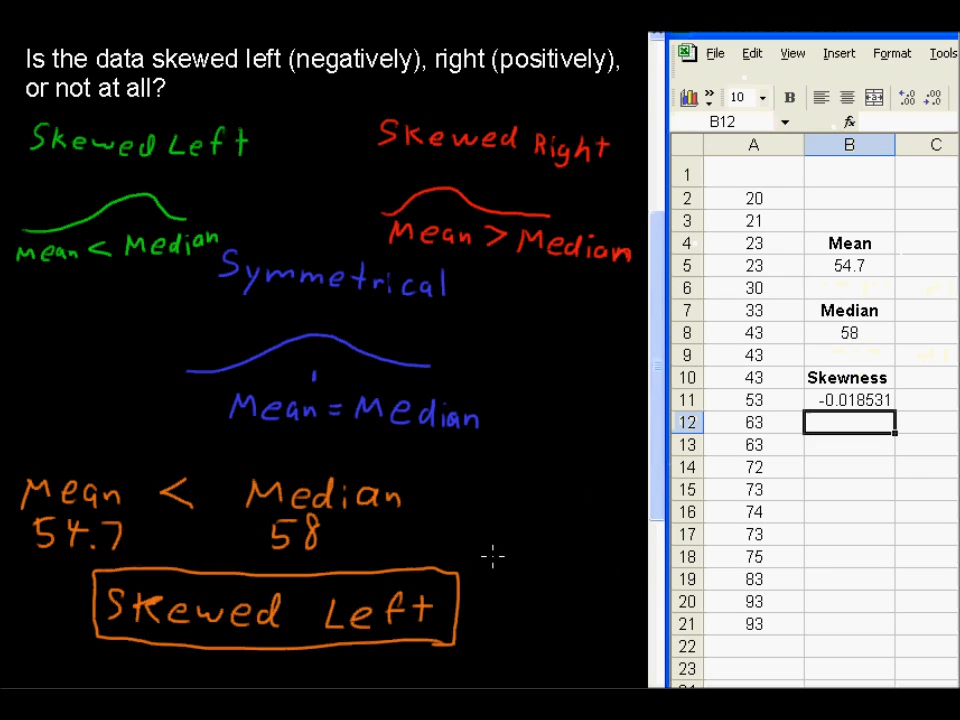 Is the data skewed left (negatively), right (positively),
or not at all?
Skewed Left
Skewed Right
Mean < Median
Mean > Median
Symmetrical
Mean = Median
Mean < Median
54.7 58
Skewed Left
File Edit View Insert Format Tools
» 10 B
B12 fx
A B C
1
2 20
3 21
4 23 Mean
5 23 54.7
6 30
7 33 Median
8 43 58
9 43
10 43 Skewness
11 53 -0.018531
12 63
13 63
14 72
15 73
16 74
17 73
18 75
19 83
20 93
21 93
22
23